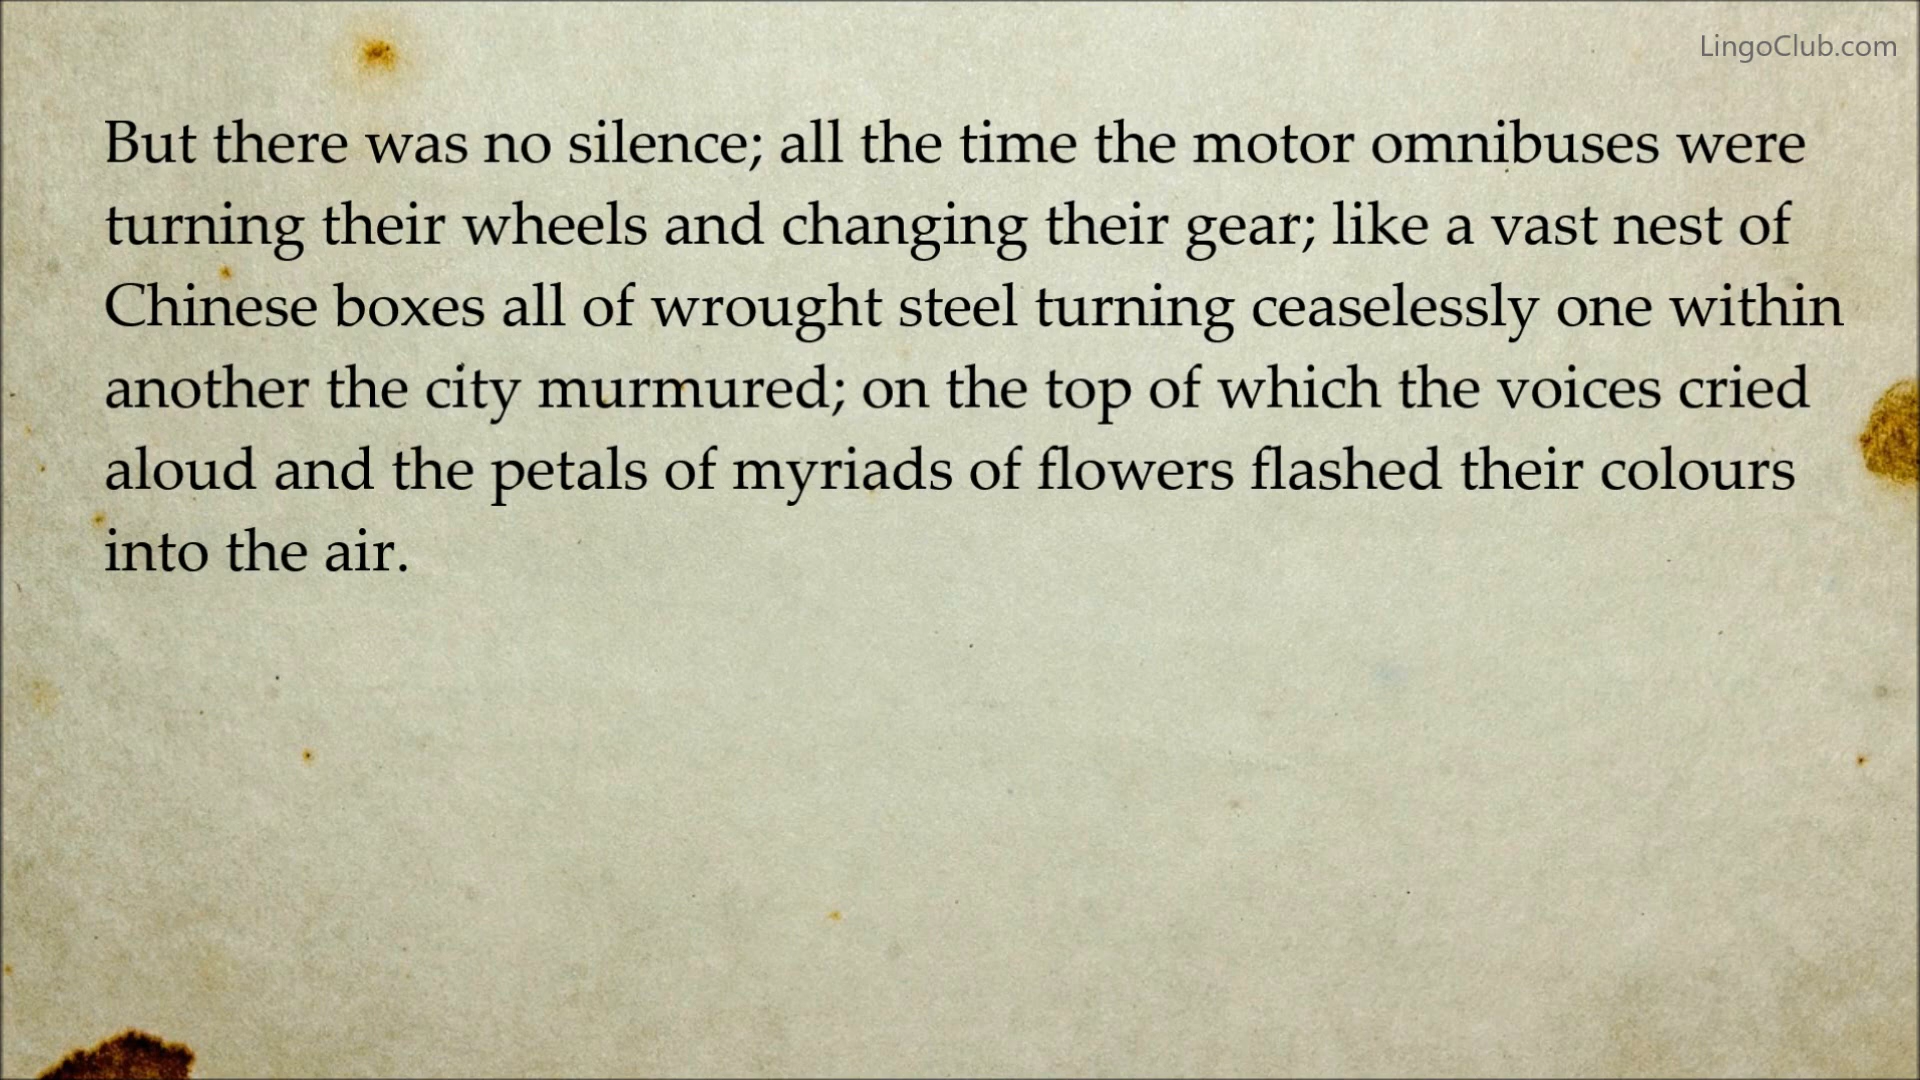 LingoClub.com
But there was no silence; all the time the motor omnibuses were
turning their wheels and changing their gear; like a vast nest of
Chinese boxes all of wrought steel turning ceaselessly one within
another the city murmured; on the top of which the voices cried
aloud and the petals of myriads of flowers flashed their colours
into the air.